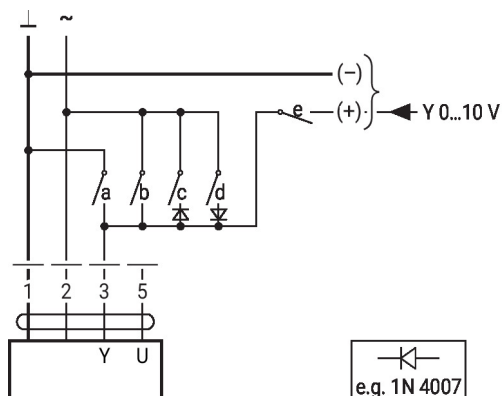 ⊥ ~
(–)
e (+) Y 0...10 V
a b c d
1 2 3 5
Y U
e.g. 1N 4007